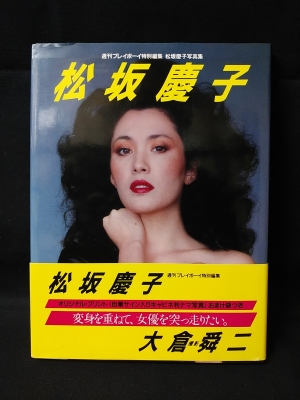 週刊プレイボーイ特別編集 松坂慶子写真集
松坂慶子
松坂慶子 週刊プレイボーイ特別編集
変身を重ねて、女優を突っ走りたい。
大倉舜二